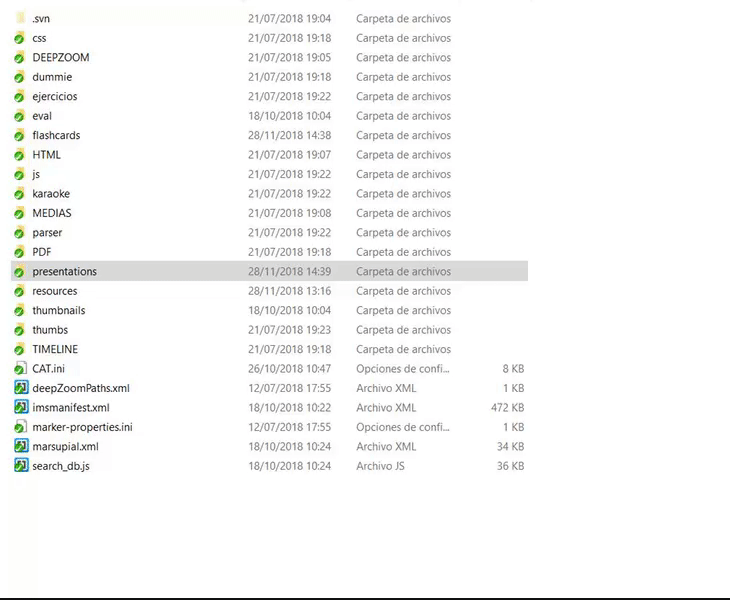 .svn 21/07/2018 19:04 Carpeta de archivos
css 21/07/2018 19:18 Carpeta de archivos
DEEPZOOM 21/07/2018 19:05 Carpeta de archivos
dummie 21/07/2018 19:18 Carpeta de archivos
ejercicios 21/07/2018 19:22 Carpeta de archivos
eval 18/10/2018 10:04 Carpeta de archivos
flashcards 28/11/2018 14:38 Carpeta de archivos
HTML 21/07/2018 19:07 Carpeta de archivos
js 21/07/2018 19:22 Carpeta de archivos
karaoke 21/07/2018 19:22 Carpeta de archivos
MEDIAS 21/07/2018 19:08 Carpeta de archivos
parser 21/07/2018 19:22 Carpeta de archivos
PDF 21/07/2018 19:18 Carpeta de archivos
presentations 28/11/2018 14:39 Carpeta de archivos
resources 28/11/2018 13:16 Carpeta de archivos
thumbnails 18/10/2018 10:04 Carpeta de archivos
thumbs 21/07/2018 19:23 Carpeta de archivos
TIMELINE 21/07/2018 19:18 Carpeta de archivos
CAT.ini 26/10/2018 10:47 Opciones de confi... 8 KB
deepZoomPaths.xml 12/07/2018 17:55 Archivo XML 1 KB
imsmanifest.xml 18/10/2018 10:22 Archivo XML 472 KB
marker-properties.ini 12/07/2018 17:55 Opciones de confi... 1 KB
marsupial.xml 18/10/2018 10:24 Archivo XML 34 KB
search_db.js 18/10/2018 10:24 Archivo JS 36 KB